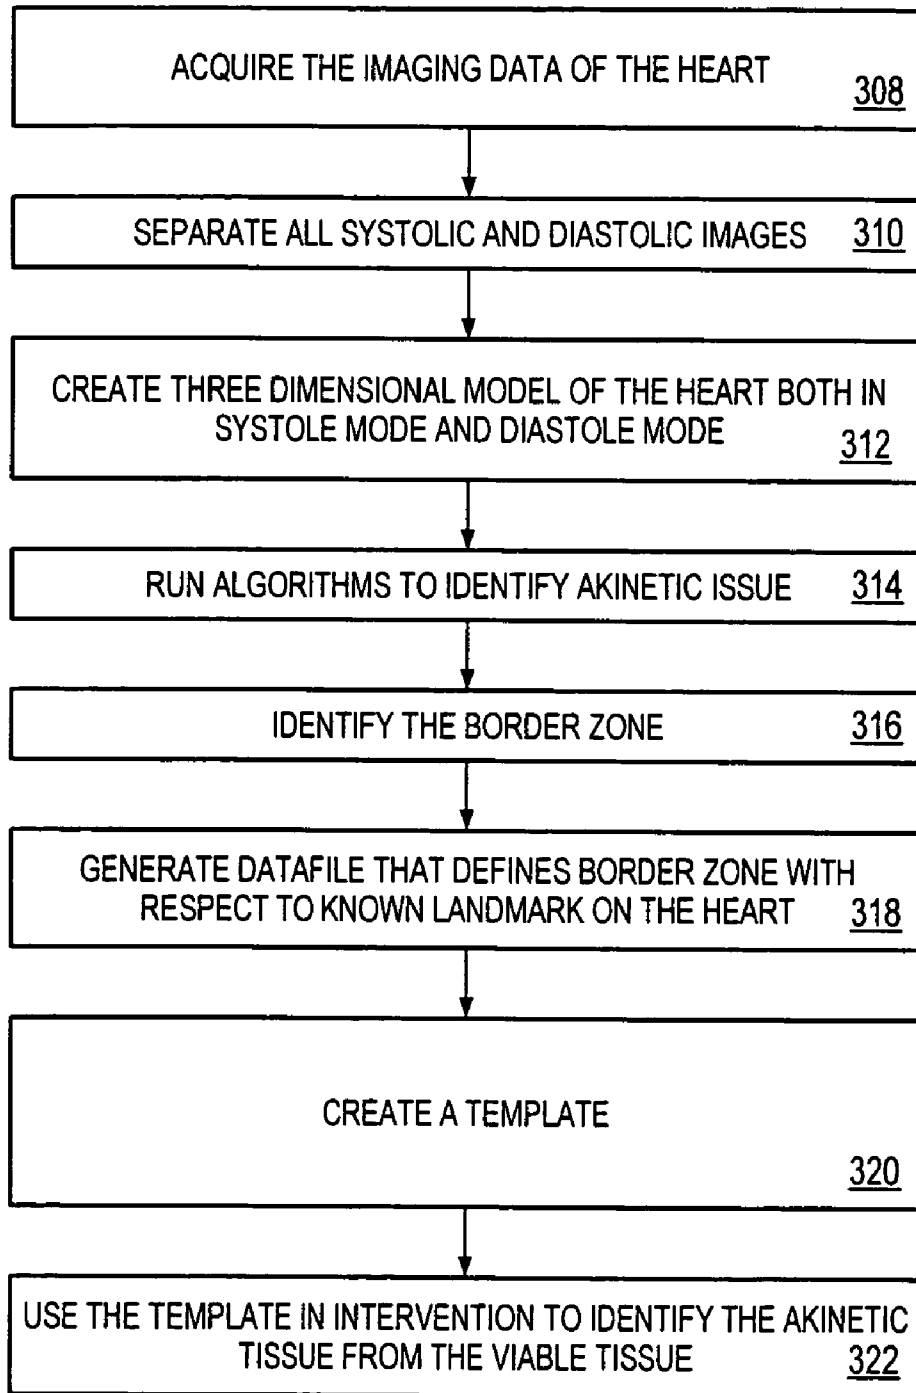 ACQUIRE THE IMAGING DATA OF THE HEART
308
SEPARATE ALL SYSTOLIC AND DIASTOLIC IMAGES 310
CREATE THREE DIMENSIONAL MODEL OF THE HEART BOTH IN
SYSTOLE MODE AND DIASTOLE MODE
312
RUN ALGORITHMS TO IDENTIFY AKINETIC ISSUE 314
IDENTIFY THE BORDER ZONE 316
GENERATE DATAFILE THAT DEFINES BORDER ZONE WITH
RESPECT TO KNOWN LANDMARK ON THE HEART 318
CREATE A TEMPLATE
320
USE THE TEMPLATE IN INTERVENTION TO IDENTIFY THE AKINETIC
TISSUE FROM THE VIABLE TISSUE 322